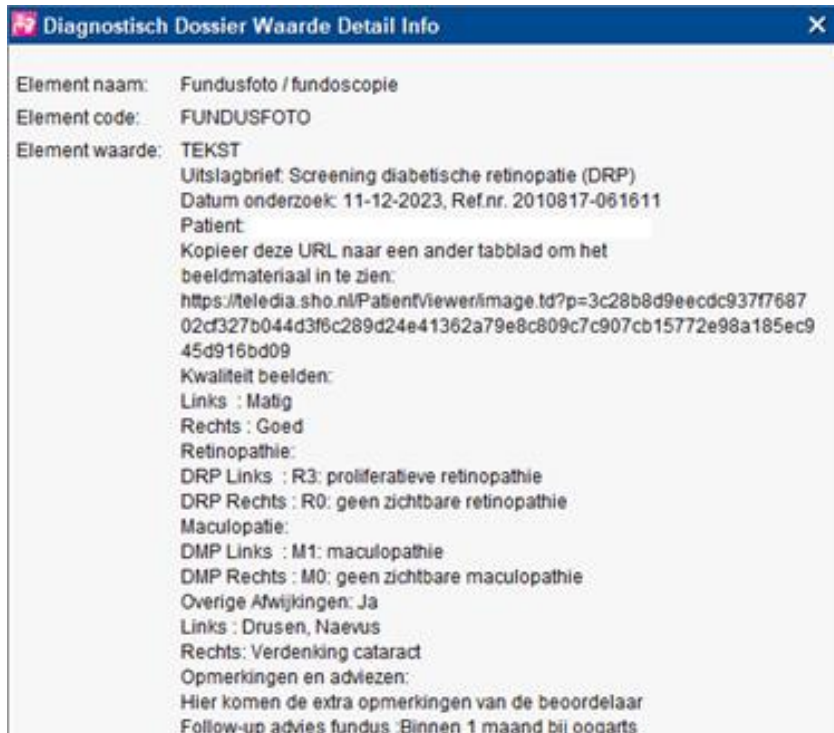 Diagnostisch Dossier Waarde Detail Info
Element naam: Fundusfoto / fundoscopie
Element code: FUNDUSFOTO
Element waarde: TEKST
Uitslagbrief: Screening diabetische retinopatie (DRP)
Datum onderzoek: 11-12-2023, Ref.nr. 2010817-061611
Patient:
Kopieer deze URL naar een ander tabblad om het
beeldmateriaal in te zien:
https://teledia.sho.nl/PatientViewer/image.td?p=3c28b8d9eecdc937f7687
02cf327b044d3f6c289d24e41362a79e8c809c7c907cb15772e98a185ec9
45d916bd09
Kwaliteit beelden:
Links : Matig
Rechts : Goed
Retinopathie:
DRP Links : R3: proliferatieve retinopathie
DRP Rechts : R0: geen zichtbare retinopathie
Maculopatie:
DMP Links : M1: maculopathie
DMP Rechts : M0: geen zichtbare maculopathie
Overige Afwijkingen: Ja
Links : Drusen, Naevus
Rechts: Verdenking cataract
Opmerkingen en adviezen:
Hier komen de extra opmerkingen van de beoordelaar
Follow-up advies fundus :Binnen 1 maand bij oogarts